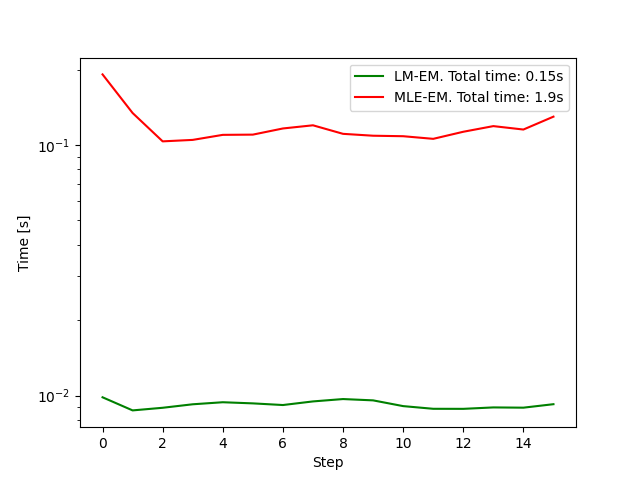 LM-EM. Total time: 0.15s
MLE-EM. Total time: 1.9s
10^{-1}
Time [s]
10^{-2}
0 2 4 6 8 10 12 14
Step